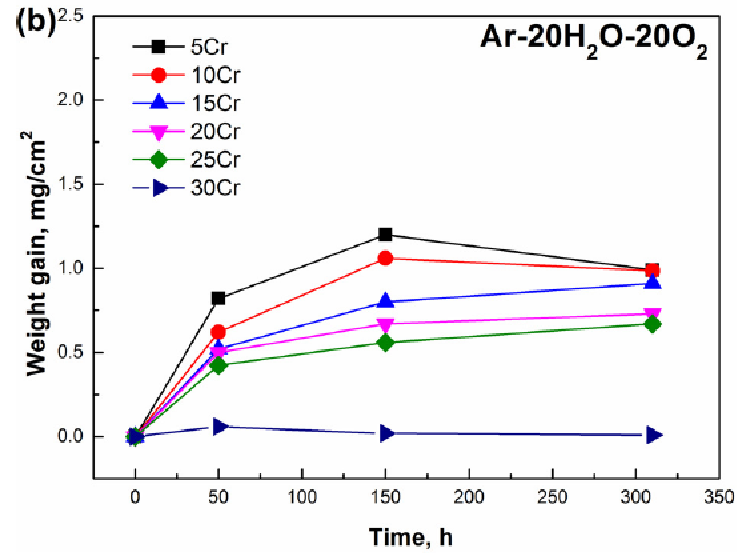 (b)
Ar-20H₂O-20O₂
5Cr
10Cr
15Cr
20Cr
25Cr
30Cr
Weight gain, mg/cm²
2.5
2.0
1.5
1.0
0.5
0.0
0 50 100 150 200 250 300 350
Time, h